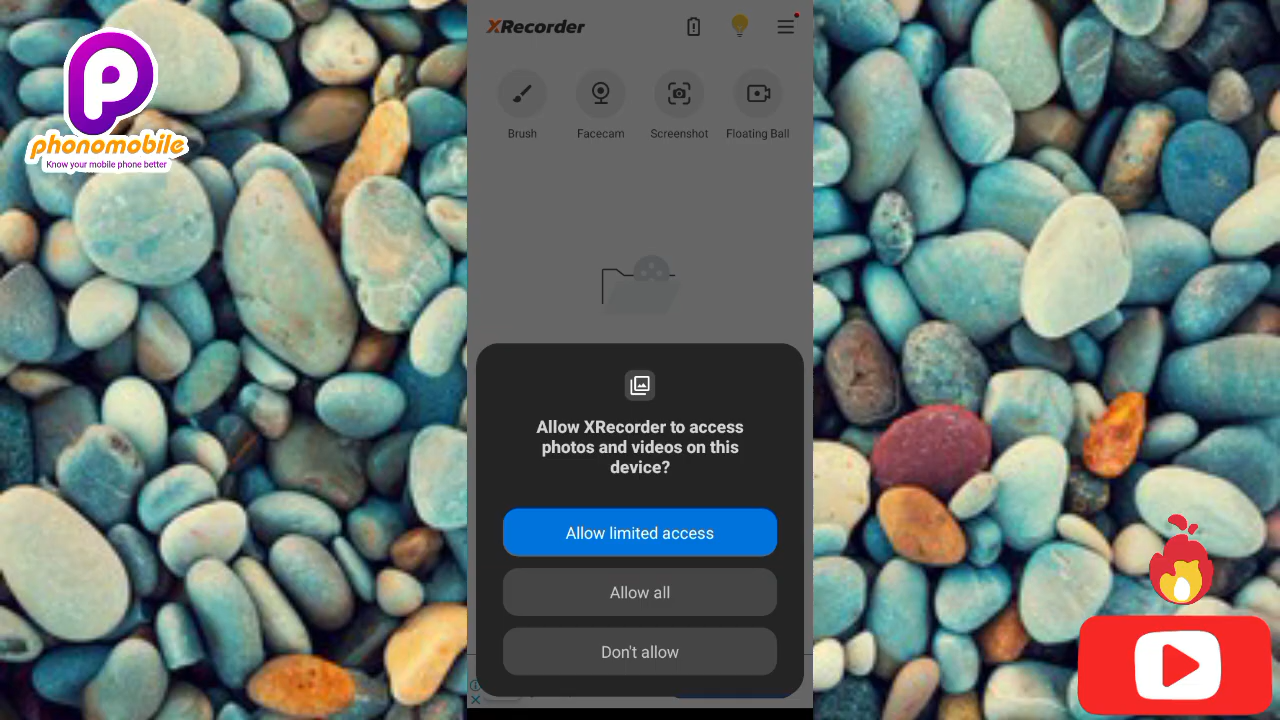 phonomobile
Know your mobile phone better
XRecorder
Brush
Facecam
Screenshot
Floating Ball
Allow XRecorder to access
photos and videos on this
device?
Allow limited access
Allow all
Don't allow